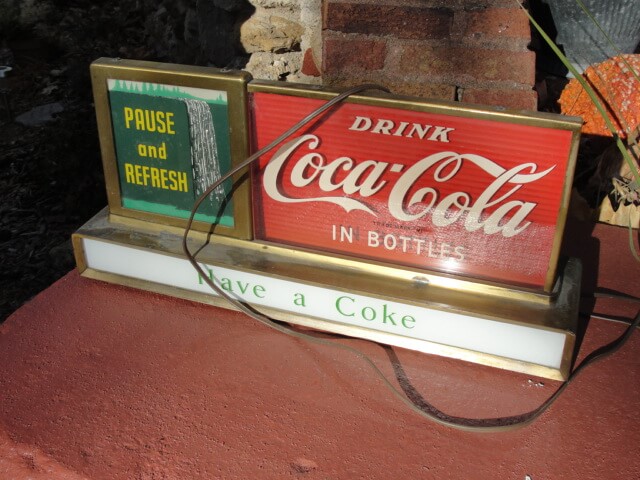 PAUSE
and
REFRESH
DRINK
Coca-Cola
IN BOTTLES
Have a Coke